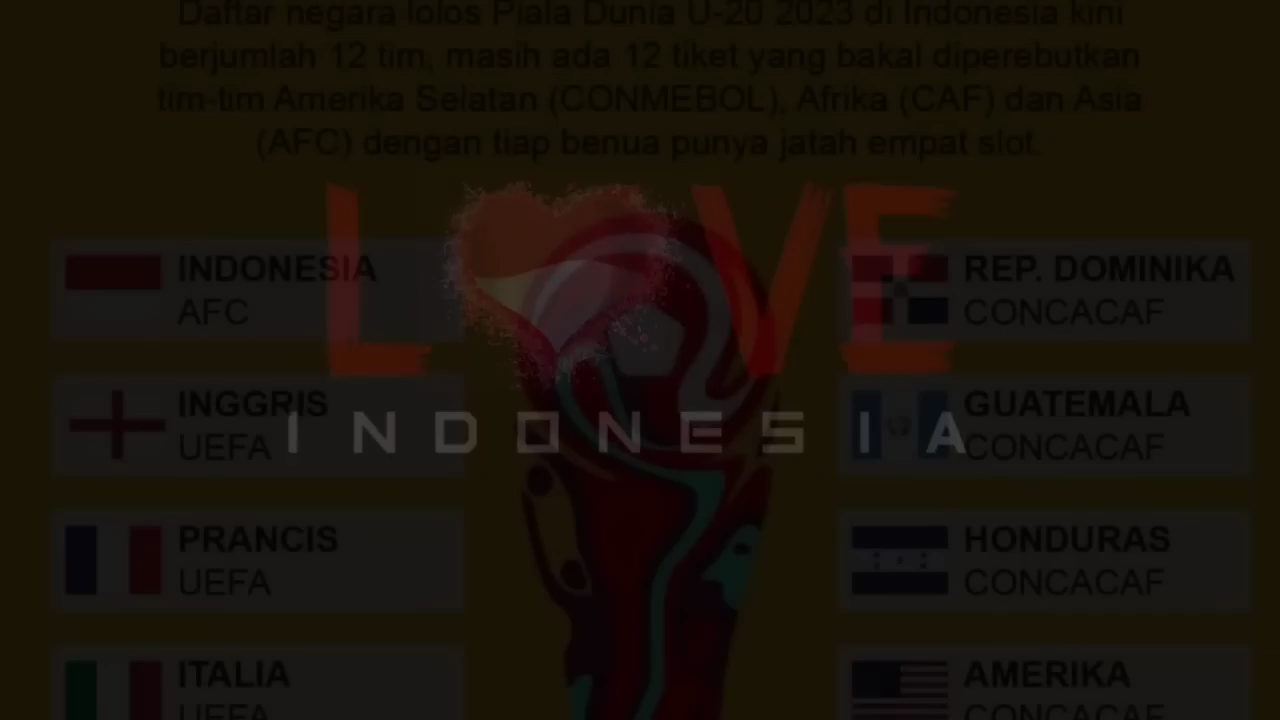 Daftar negara lolos Piala Dunia U-20 2023 di Indonesia kini
berjumlah 12 tim, masih ada 12 tiket yang bakal diperebutkan
tim-tim Amerika Selatan (CONMEBOL), Afrika (CAF) dan Asia
(AFC) dengan tiap benua punya jatah empat slot.
LOVE
INDONESIA
INDONESIA
AFC
INGGRIS
UEFA
PRANCIS
UEFA
ITALIA
UEFA
REP. DOMINIKA
CONCACAF
GUATEMALA
CONCACAF
HONDURAS
CONCACAF
AMERIKA
CONCACAF